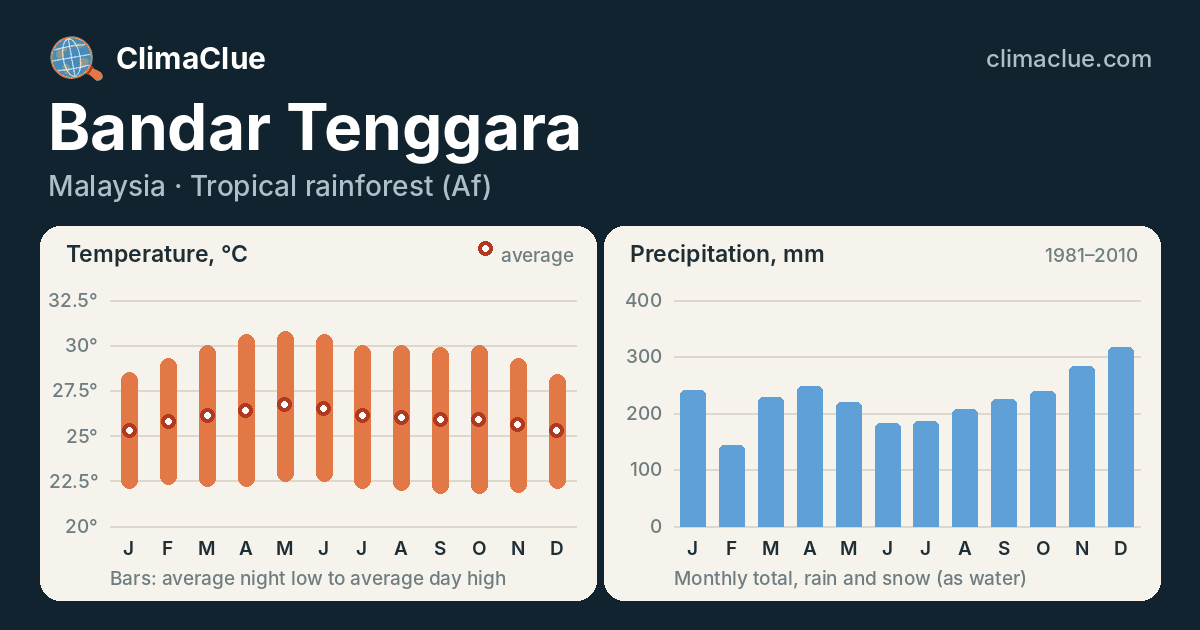 ClimaClue
climaclue.com
Bandar Tenggara
Malaysia · Tropical rainforest (Af)
Temperature, °C
average
32.5°
30°
27.5°
25°
22.5°
20°
J F M A M J J A S O N D
Bars: average night low to average day high
Precipitation, mm
1981–2010
400
300
200
100
0
J F M A M J J A S O N D
Monthly total, rain and snow (as water)